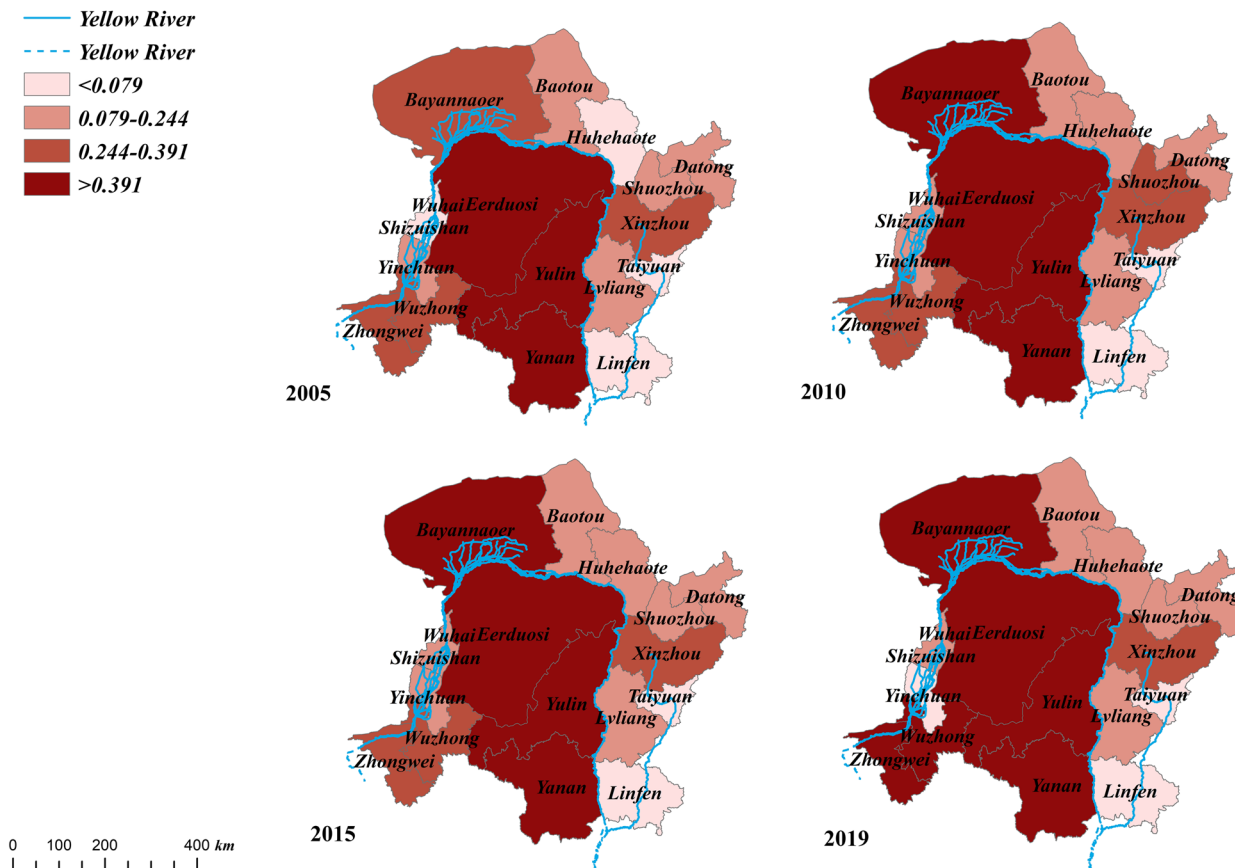 Yellow River
Yellow River
<0.079
0.079-0.244
0.244-0.391
>0.391
Baotou
Bayannaoer
Huhehaote
Datong
Shuozhou
Wuhai Eerduosi
Xinzhou
Shizuishan
Yinchuan
Taiyuan
Yulin
Lyliang
Wuzhong
Zhongwei
Yanan
Linfen
2005
Baotou
Bayannaoer
Huhehaote
Datong
Shuozhou
Wuhai Eerduosi
Xinzhou
Shizuishan
Yinchuan
Taiyuan
Yulin
Lyliang
Wuzhong
Zhongwei
Yanan
Linfen
2010
Baotou
Bayannaoer
Huhehaote
Datong
Shuozhou
Wuhai Eerduosi
Xinzhou
Shizuishan
Yinchuan
Taiyuan
Yulin
Lyliang
Wuzhong
Zhongwei
Yanan
Linfen
2015
Baotou
Bayannaoer
Huhehaote
Datong
Shuozhou
Wuhai Eerduosi
Xinzhou
Shizuishan
Yinchuan
Taiyuan
Yulin
Lyliang
Wuzhong
Zhongwei
Yanan
Linfen
2019
0 100 200 400 km